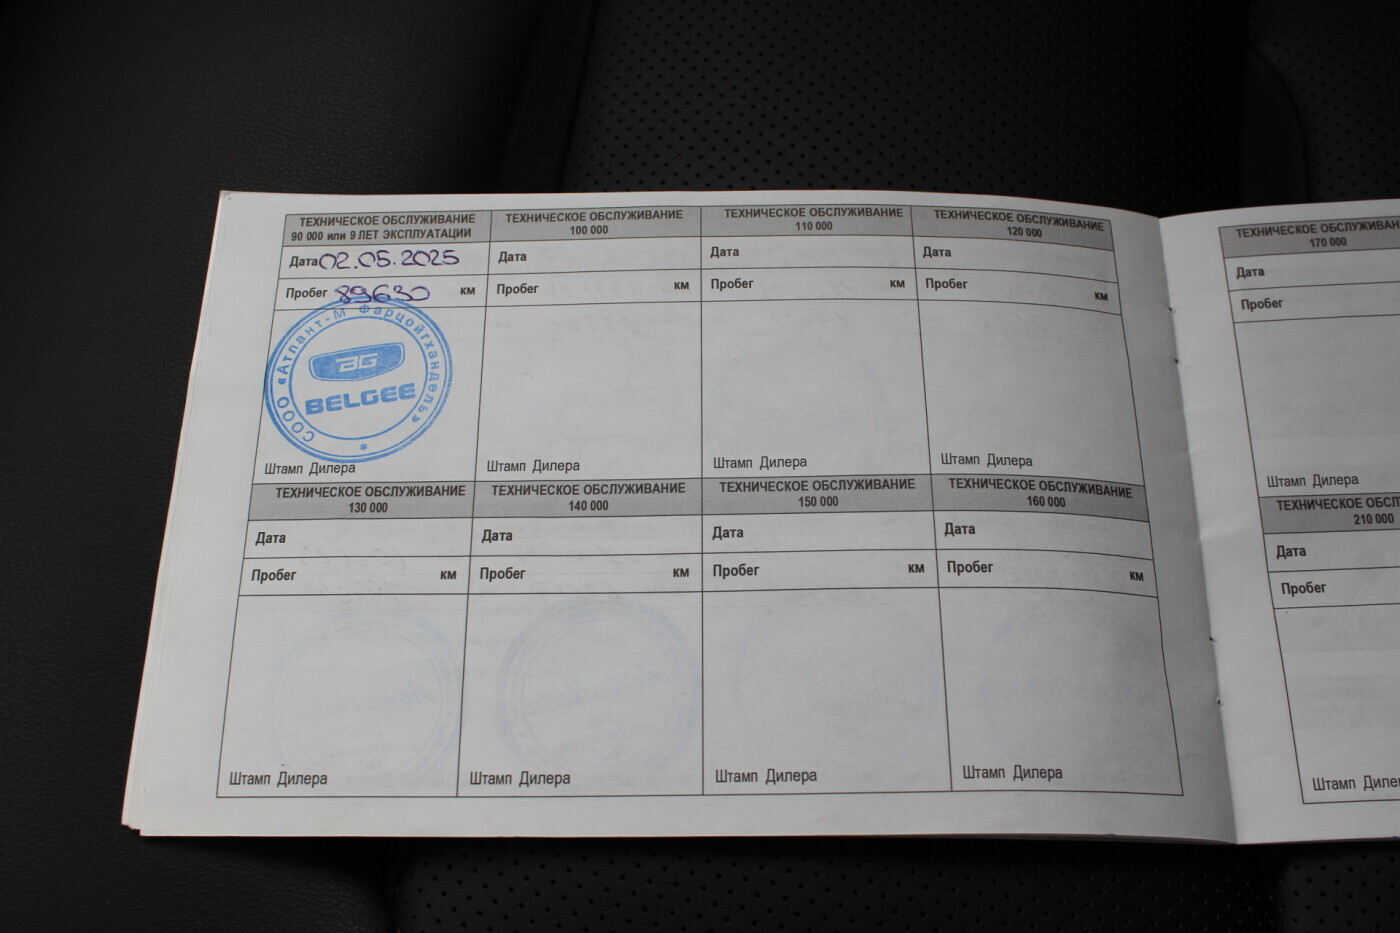 ТЕХНИЧЕСКОЕ ОБСЛУЖИВАНИЕ
90 000 или 9 ЛЕТ ЭКСПЛУАТАЦИИ
Дата 02.05.2025
Пробег 89630 км
СООО «Атлант-М Фарцойгхандель»
BG
BELGEE
Штамп Дилера
ТЕХНИЧЕСКОЕ ОБСЛУЖИВАНИЕ
100 000
Дата
Пробег км
Штамп Дилера
ТЕХНИЧЕСКОЕ ОБСЛУЖИВАНИЕ
110 000
Дата
Пробег км
Штамп Дилера
ТЕХНИЧЕСКОЕ ОБСЛУЖИВАНИЕ
120 000
Дата
Пробег км
Штамп Дилера
ТЕХНИЧЕСКОЕ ОБСЛУЖИВАНИЕ
130 000
Дата
Пробег км
Штамп Дилера
ТЕХНИЧЕСКОЕ ОБСЛУЖИВАНИЕ
140 000
Дата
Пробег км
Штамп Дилера
ТЕХНИЧЕСКОЕ ОБСЛУЖИВАНИЕ
150 000
Дата
Пробег км
Штамп Дилера
ТЕХНИЧЕСКОЕ ОБСЛУЖИВАНИЕ
160 000
Дата
Пробег км
Штамп Дилера
ТЕХНИЧЕСКОЕ ОБСЛУЖИВАН
170 000
Дата
Пробег
Штамп Дилера
ТЕХНИЧЕСКОЕ ОБСЛ
210 000
Дата
Пробег
Штамп Диле